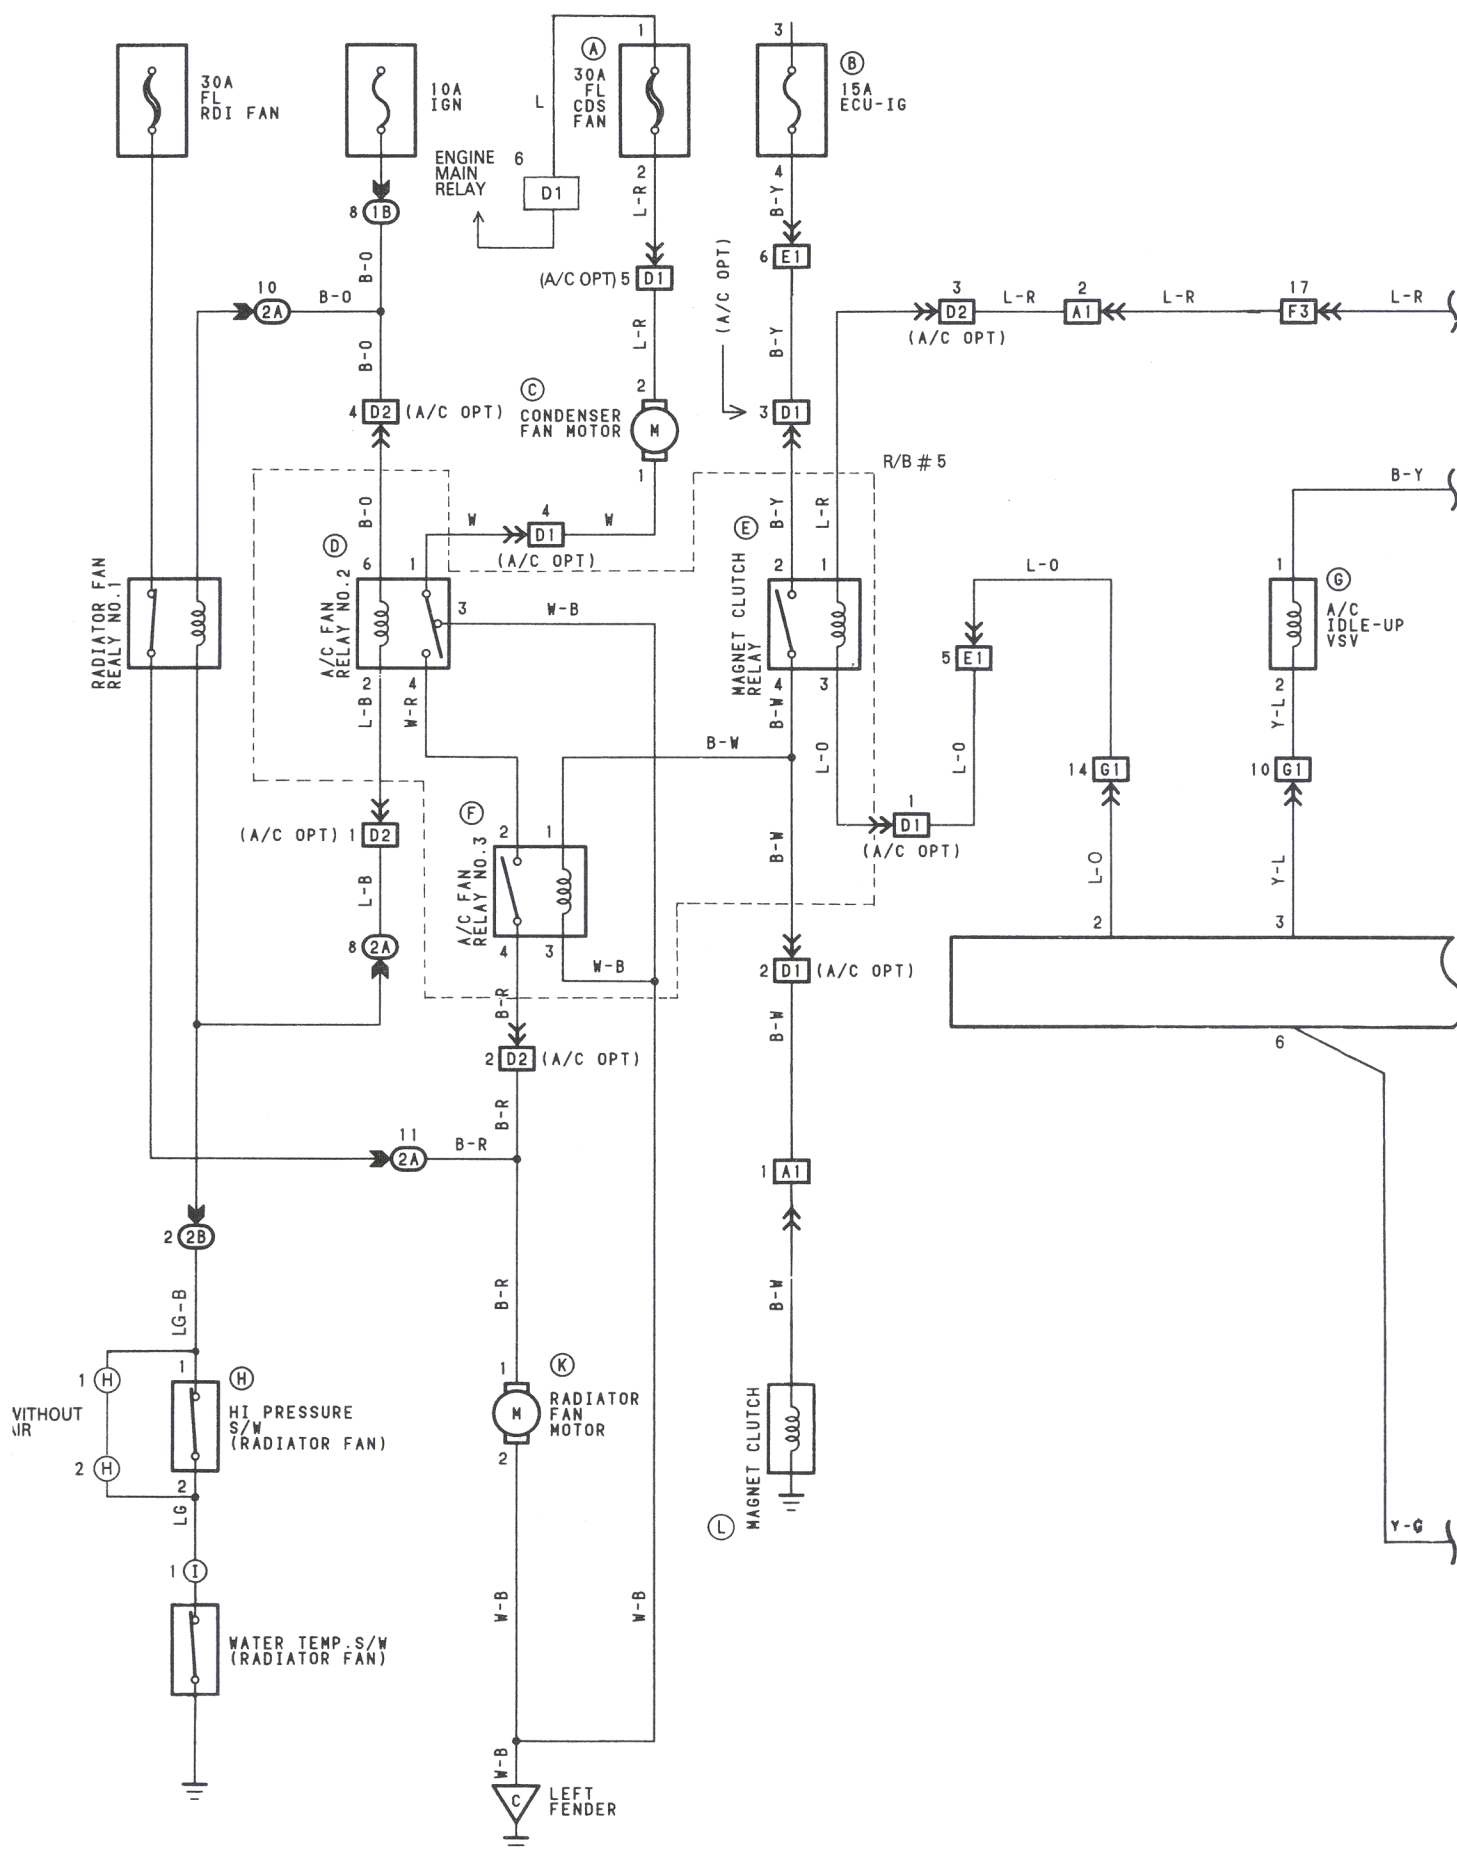 30A
FL
RDI FAN
10A
IGN
L
1
A
30A
FL
CDS
FAN
3
B
15A
ECU-IG
ENGINE
MAIN
RELAY
6
D1
2
L-R
4
B-Y
8 1B
B-O
(A/C OPT) 5 D1
6 E1
(A/C OPT)
10
2A
B-O
3
D2
(A/C OPT)
L-R
2
A1
L-R
17
F3
L-R
B-O
L-R
B-Y
4 D2 (A/C OPT)
C
CONDENSER
FAN MOTOR
2
M
1
3 D1
R/B#5
B-Y
B-O
W
4
D1
W
(A/C OPT)
B-Y
L-R
D
6
1
3
W-B
E
2
1
L-O
1
G
A/C
IDLE-UP
VSV
RADIATOR FAN
REALY NO.1
A/C FAN
RELAY NO.2
MAGNET CLUTCH
RELAY
5 E1
2
4
L-B
W-R
4
3
B-W
L-O
L-O
2
Y-L
B-W
14 G1
10 G1
(A/C OPT) 1 D2
F
2
1
A/C FAN
RELAY NO.3
1
D1
(A/C OPT)
B-W
L-O
Y-L
L-B
8 2A
4
3
W-B
2
3
2 D1 (A/C OPT)
B-R
B-W
2 D2 (A/C OPT)
6
B-R
11
2A
B-R
1 A1
2 2B
LG-B
B-R
B-W
1 H
1
H
HI PRESSURE
S/W
(RADIATOR FAN)
2 H
2
LG
1
K
RADIATOR
FAN
MOTOR
M
2
MAGNET CLUTCH
L
Y-G
1 I
WATER TEMP.S/W
(RADIATOR FAN)
W-B
W-B
W-B
C
LEFT
FENDER